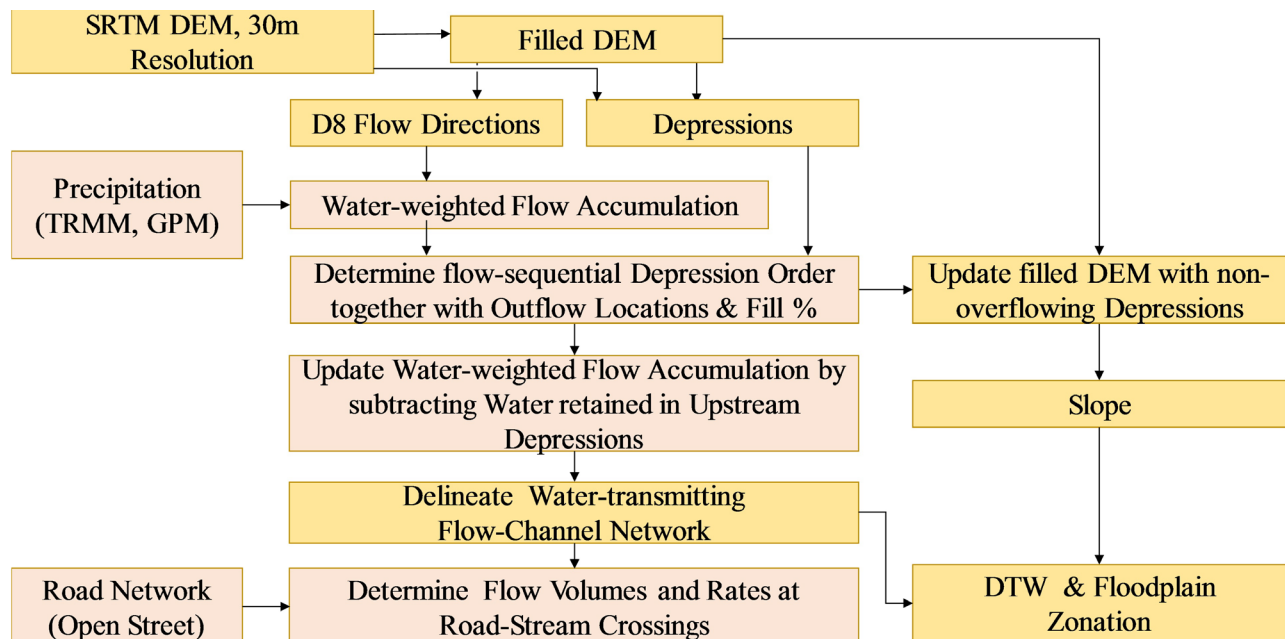 SRTM DEM, 30m
Resolution
Filled DEM
D8 Flow Directions
Depressions
Precipitation
(TRMM, GPM)
Water-weighted Flow Accumulation
Determine flow-sequential Depression Order
together with Outflow Locations & Fill %
Update filled DEM with non-
overflowing Depressions
Update Water-weighted Flow Accumulation by
subtracting Water retained in Upstream
Depressions
Slope
Delineate Water-transmitting
Flow-Channel Network
Road Network
(Open Street)
Determine Flow Volumes and Rates at
Road-Stream Crossings
DTW & Floodplain
Zonation